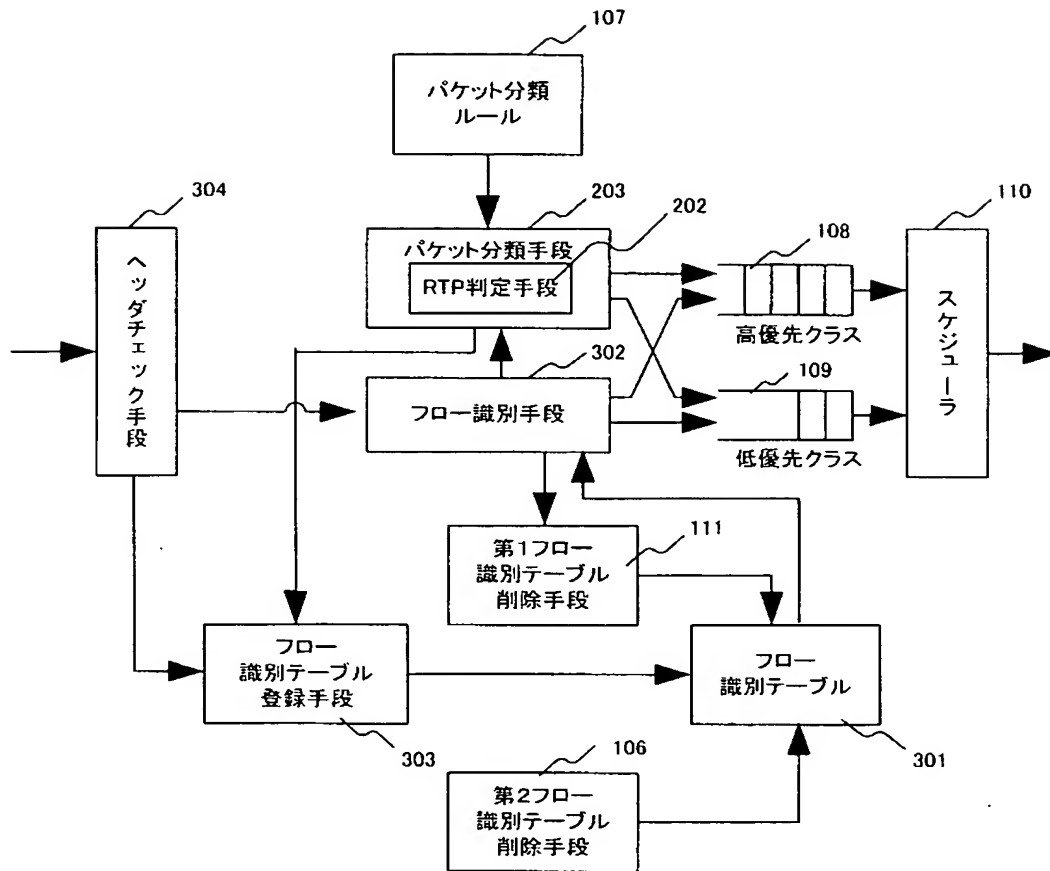 107
パケット分類
ルール
304
ヘッダチェック手段
203
202
パケット分類手段
RTP判定手段
108
高優先クラス
110
スケジューラ
302
フロー識別手段
109
低優先クラス
第1フロー
識別テーブル
削除手段
111
フロー
識別テーブル
登録手段
303
フロー
識別テーブル
301
106
第2フロー
識別テーブル
削除手段